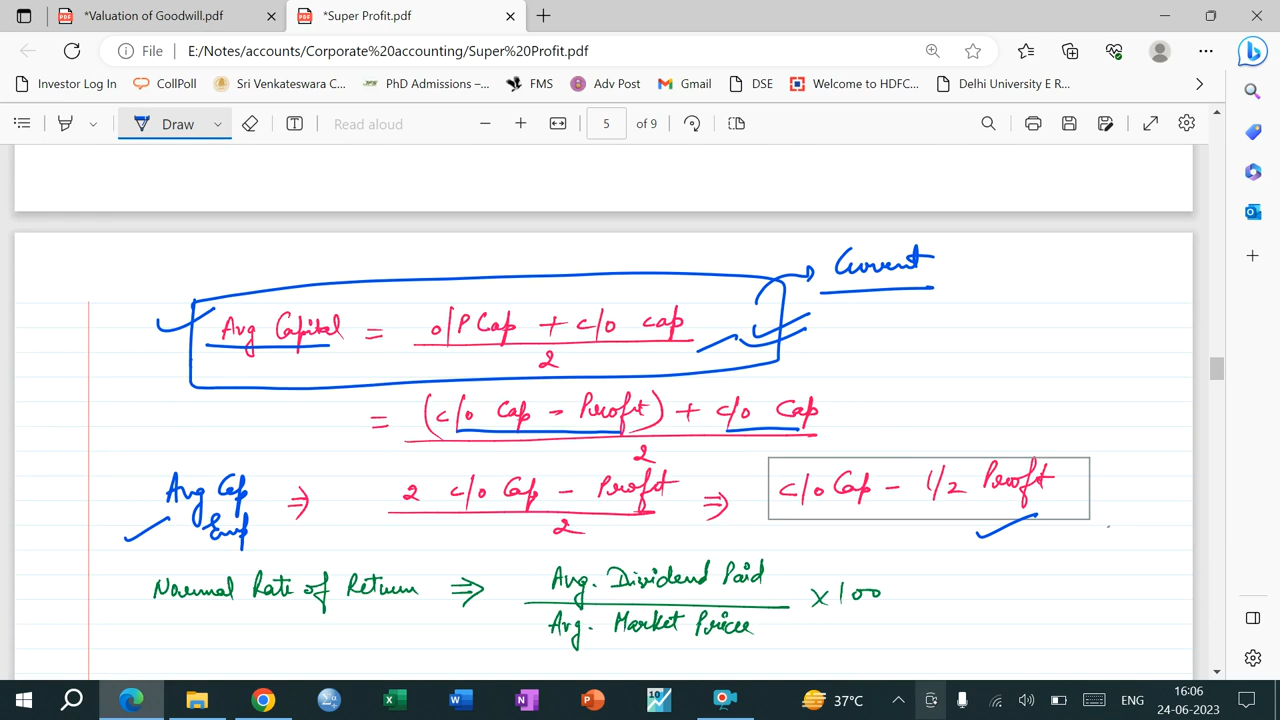 *Valuation of Goodwill.pdf
*Super Profit.pdf
File E:/Notes/accounts/Corporate%20accounting/Super%20Profit.pdf
Investor Log In CollPoll Sri Venkateswara C... PhD Admissions –... FMS Adv Post Gmail DSE Welcome to HDFC... Delhi University E R...
Draw Read aloud 5 of 9
Current
Avg Capital = o/P Cap + c/o cap
2
= (c/o Cap - Profit) + c/o Cap
2
Avg Cap Emp ⇒ 2 c/o Cap - Profit ⇒ c/o Cap - 1/2 Profit
2
Normal Rate of Return ⇒ Avg. Dividend Paid × 100
Avg. Market Price
37°C ENG 16:06
24-06-2023